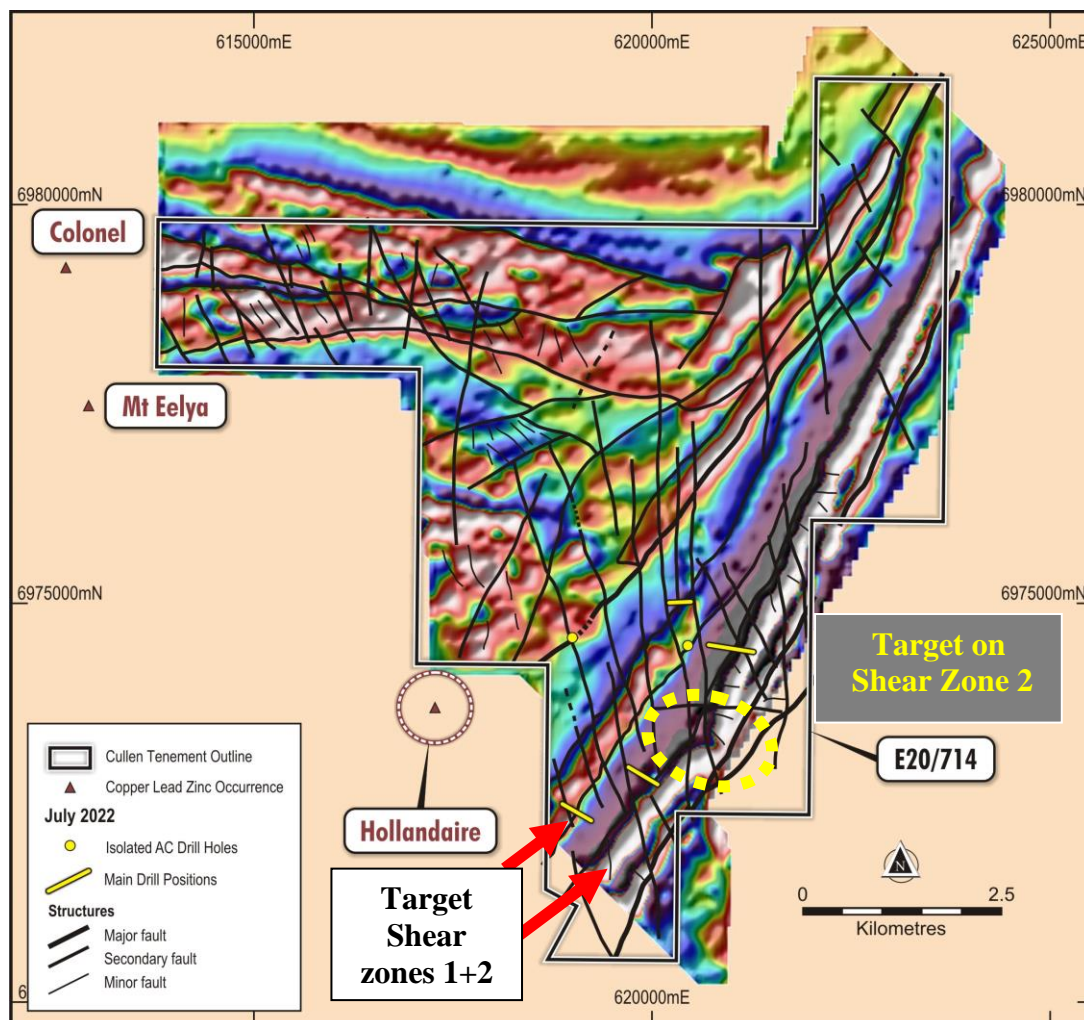 615000mE
620000mE
625000mE
6980000mN
6980000mN
Colonel
Mt Eelya
6975000mN
6975000mN
Target on
Shear Zone 2
E20/714
Hollandaire
Cullen Tenement Outline
Copper Lead Zinc Occurrence
July 2022
Isolated AC Drill Holes
Main Drill Positions
Structures
Major fault
Secondary fault
Minor fault
Target
Shear
zones 1+2
N
0
2.5
Kilometres
620000mE